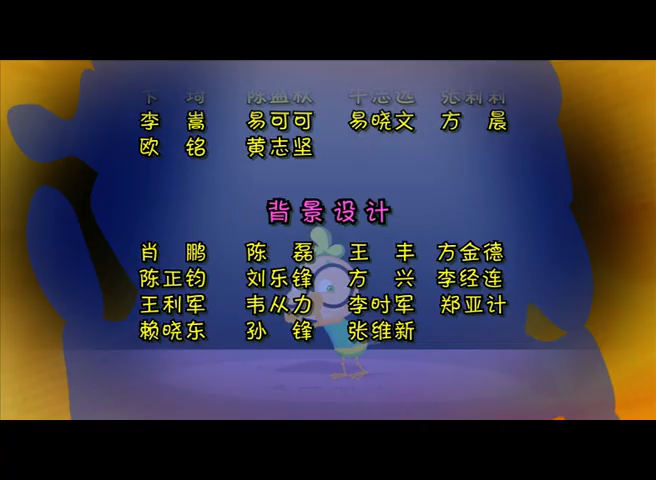 李　嵩　易可可　易晓文　方　晨
欧　铭　黄志坚
背景设计
肖　鹏　陈　磊　王　丰　方金德
陈正钧　刘乐锋　方　兴　李经连
王利军　韦从力　李时军　郑亚计
赖晓东　孙　锋　张维新